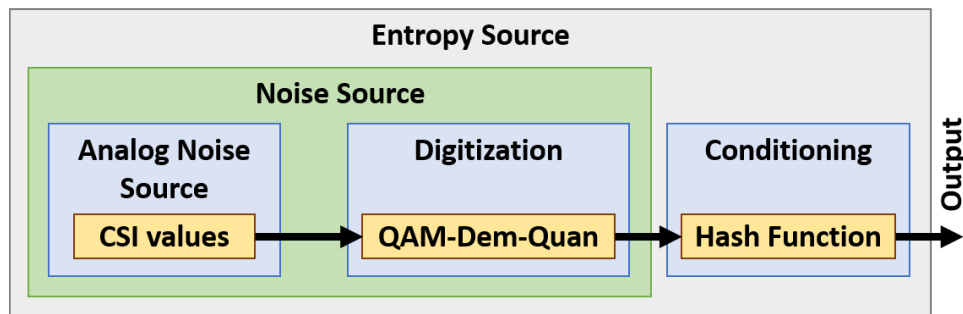 Entropy Source
Noise Source
Analog Noise
Source
CSI values
Digitization
QAM-Dem-Quan
Conditioning
Hash Function
Output